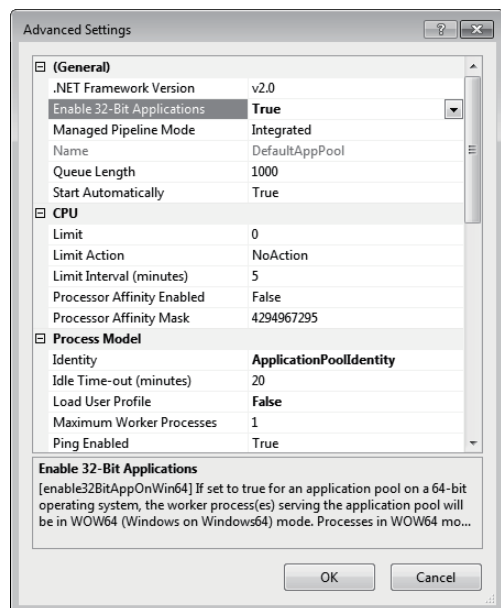 Advanced Settings
(General)
.NET Framework Version v2.0
Enable 32-Bit Applications True
Managed Pipeline Mode Integrated
Name DefaultAppPool
Queue Length 1000
Start Automatically True
CPU
Limit 0
Limit Action NoAction
Limit Interval (minutes) 5
Processor Affinity Enabled False
Processor Affinity Mask 4294967295
Process Model
Identity ApplicationPoolIdentity
Idle Time-out (minutes) 20
Load User Profile False
Maximum Worker Processes 1
Ping Enabled True
Enable 32-Bit Applications
[enable32BitAppOnWin64] If set to true for an application pool on a 64-bit
operating system, the worker process(es) serving the application pool will
be in WOW64 (Windows on Windows64) mode. Processes in WOW64 mo...
OK Cancel